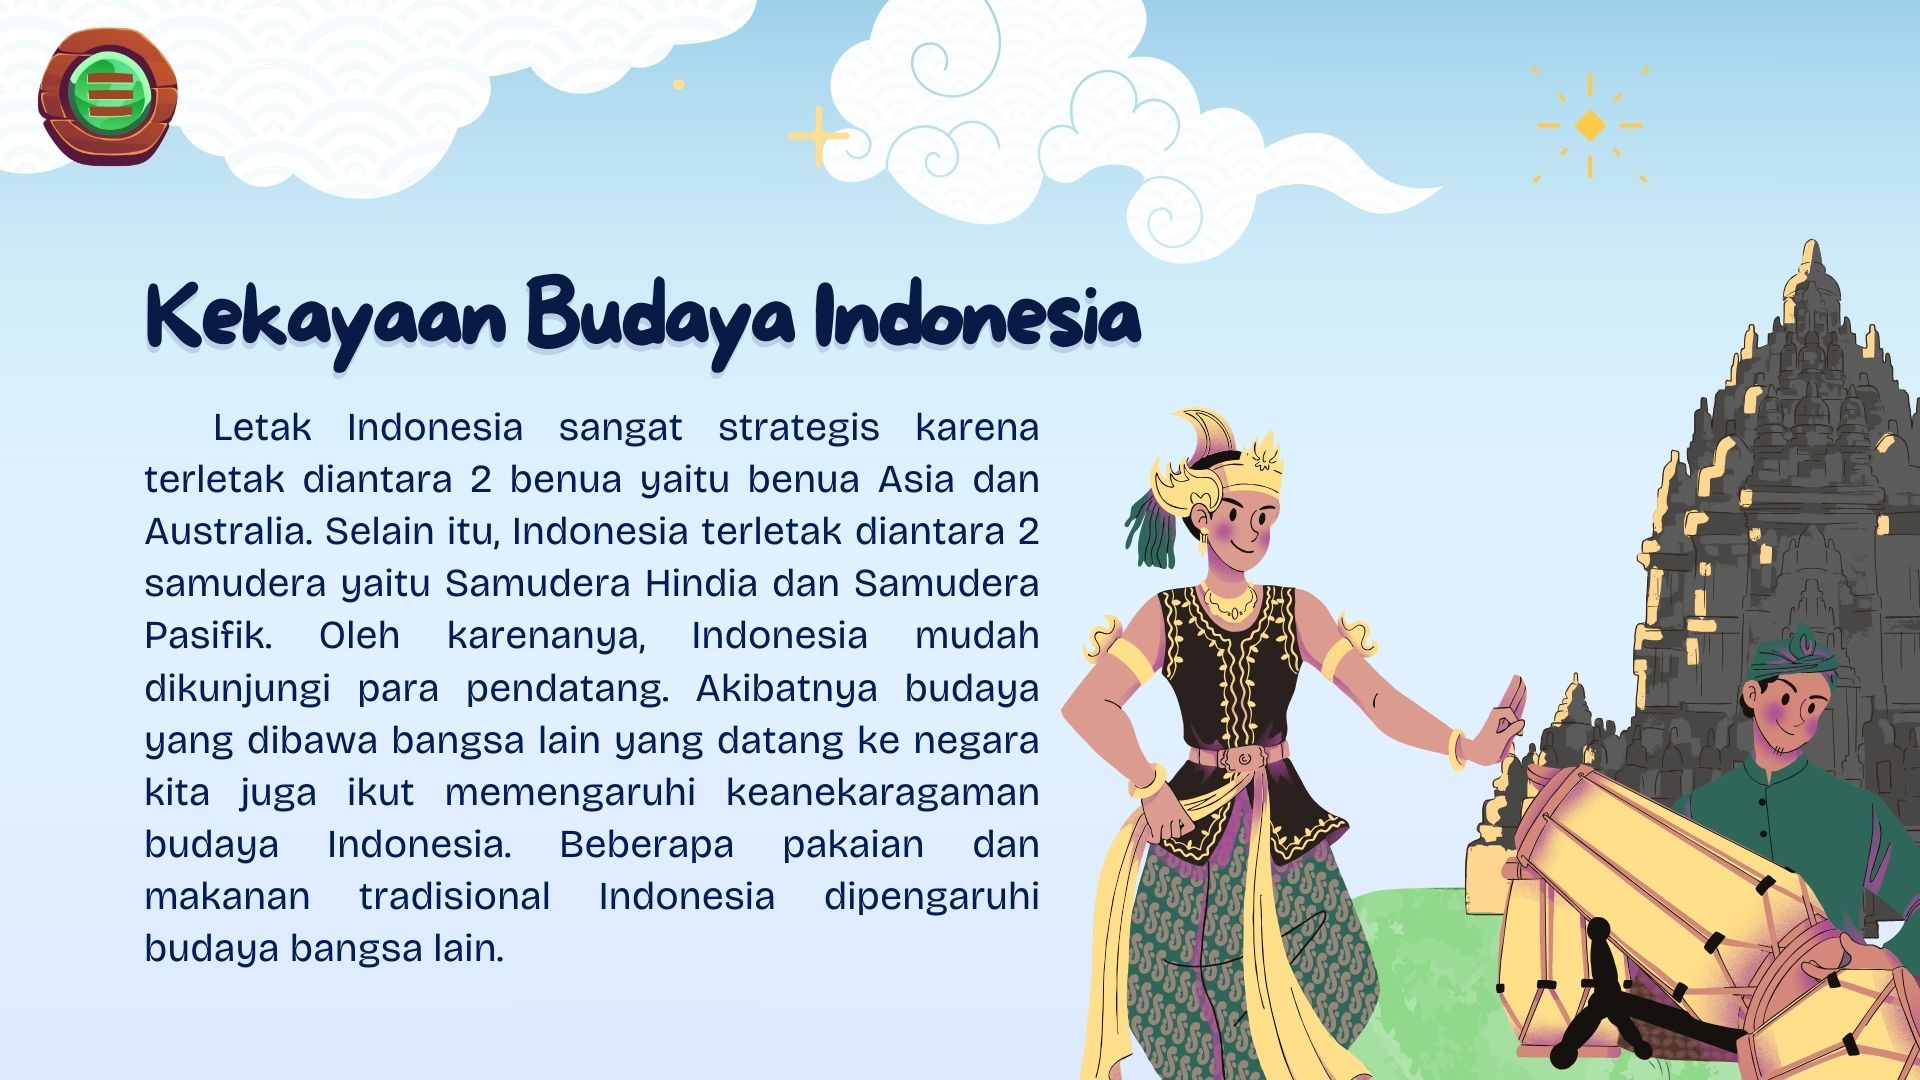 Kekayaan Budaya Indonesia
Letak Indonesia sangat strategis karena
terletak diantara 2 benua yaitu benua Asia dan
Australia. Selain itu, Indonesia terletak diantara 2
samudera yaitu Samudera Hindia dan Samudera
Pasifik. Oleh karenanya, Indonesia mudah
dikunjungi para pendatang. Akibatnya budaya
yang dibawa bangsa lain yang datang ke negara
kita juga ikut memengaruhi keanekaragaman
budaya Indonesia. Beberapa pakaian dan
makanan tradisional Indonesia dipengaruhi
budaya bangsa lain.